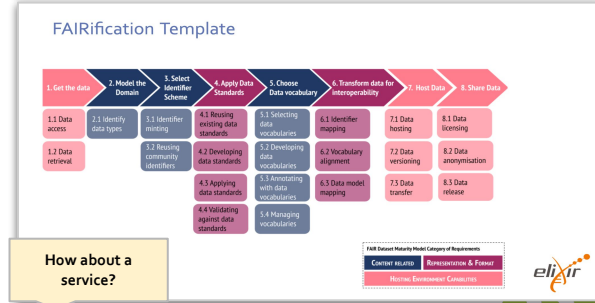 FAIRification Template
1. Get the data
2. Model the
Domain
3. Select
Identifier
Scheme
4. Apply Data
Standards
5. Choose
Data vocabulary
6. Transform data for
interoperability
7. Host Data
8. Share Data
1.1 Data
access
1.2 Data
retrieval
2.1 Identify
data types
3.1 Identifier
minting
3.2 Reusing
community
identifiers
4.1 Reusing
existing data
standards
4.2 Developing
data standards
4.3 Applying
data standards
4.4 Validating
against data
standards
5.1 Selecting
data
vocabularies
5.2 Developing
data
vocabularies
5.3 Annotating
with data
vocabularies
5.4 Managing
vocabularies
6.1 Identifier
mapping
6.2 Vocabulary
alignment
6.3 Data model
mapping
7.1 Data
hosting
7.2 Data
versioning
7.3 Data
transfer
8.1 Data
licensing
8.2 Data
anonymisation
8.3 Data
release
How about a
service?
FAIR Dataset Maturity Model Category of Requirements
CONTENT RELATED
REPRESENTATION & FORMAT
HOSTING ENVIRONMENT CAPABILITIES
elixir